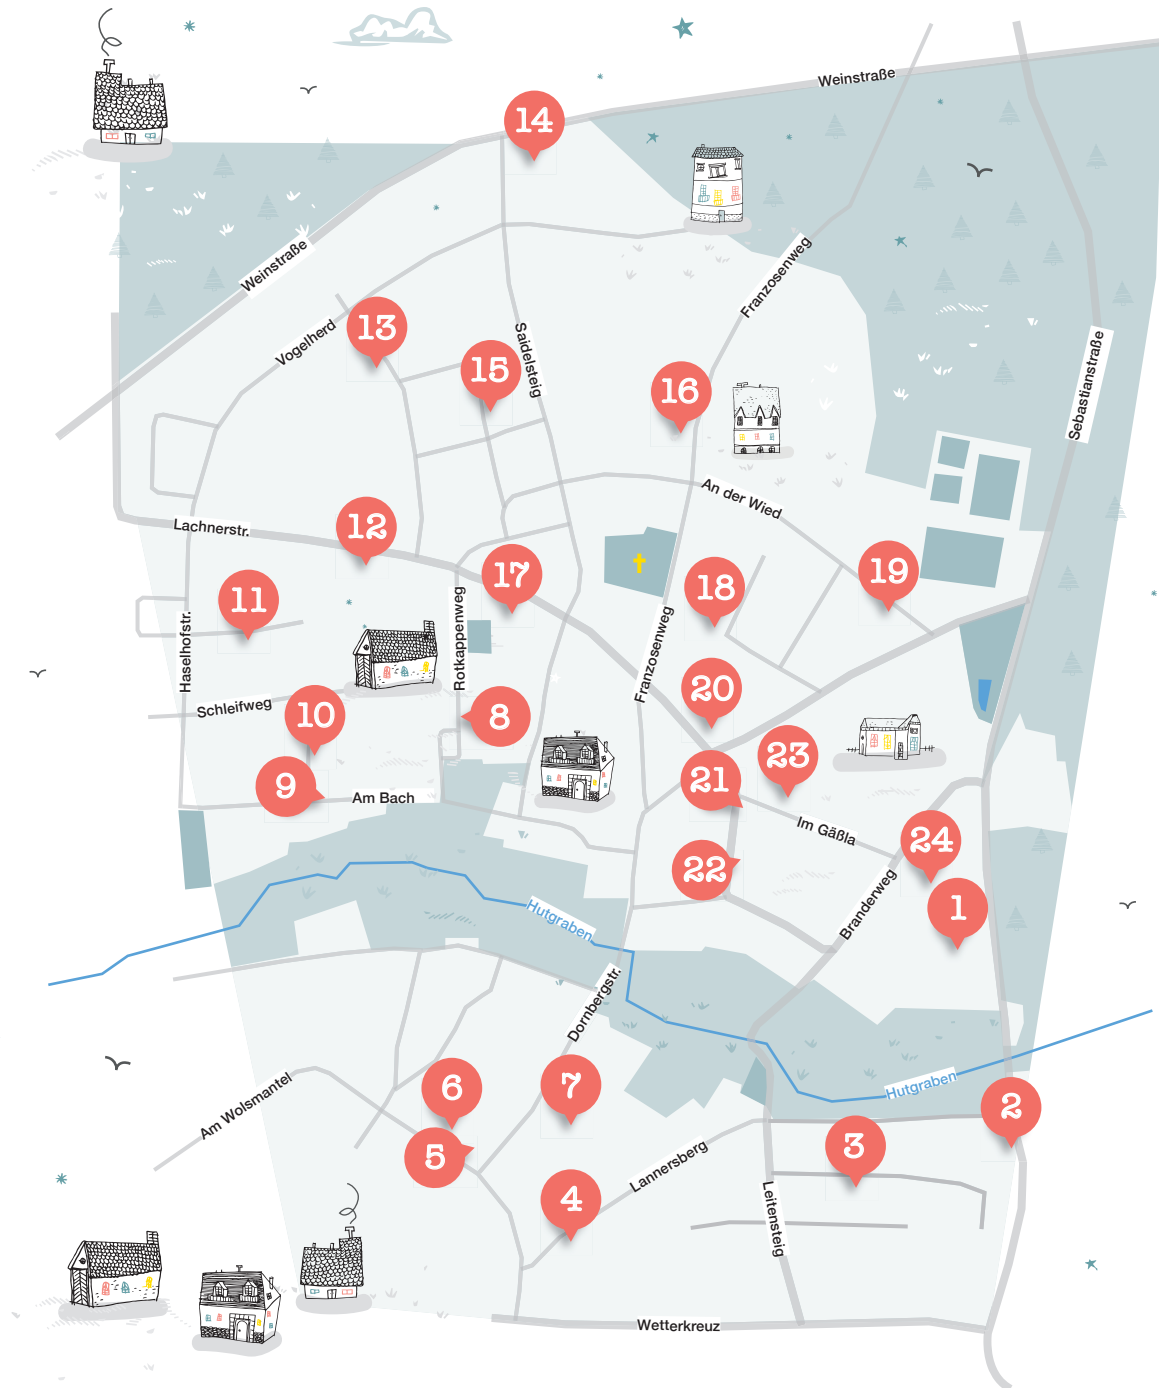 Weinstraße
14
Weinstraße
Franzosenweg
Vogelherd
13
Saidelsteig
15
16
Sebastianstraße
An der Wied
Lachnerstr.
12
17
18
19
11
Haselhofstr.
Rotkappenweg
Franzosenweg
Schleifweg
10
8
20
23
9
Am Bach
21
Im Gäßla
24
22
Branderweg
1
Hutgraben
Dornbergstr.
Hutgraben
6
7
2
Am Wolsmantel
5
3
Lannersberg
4
Leitensteig
Wetterkreuz